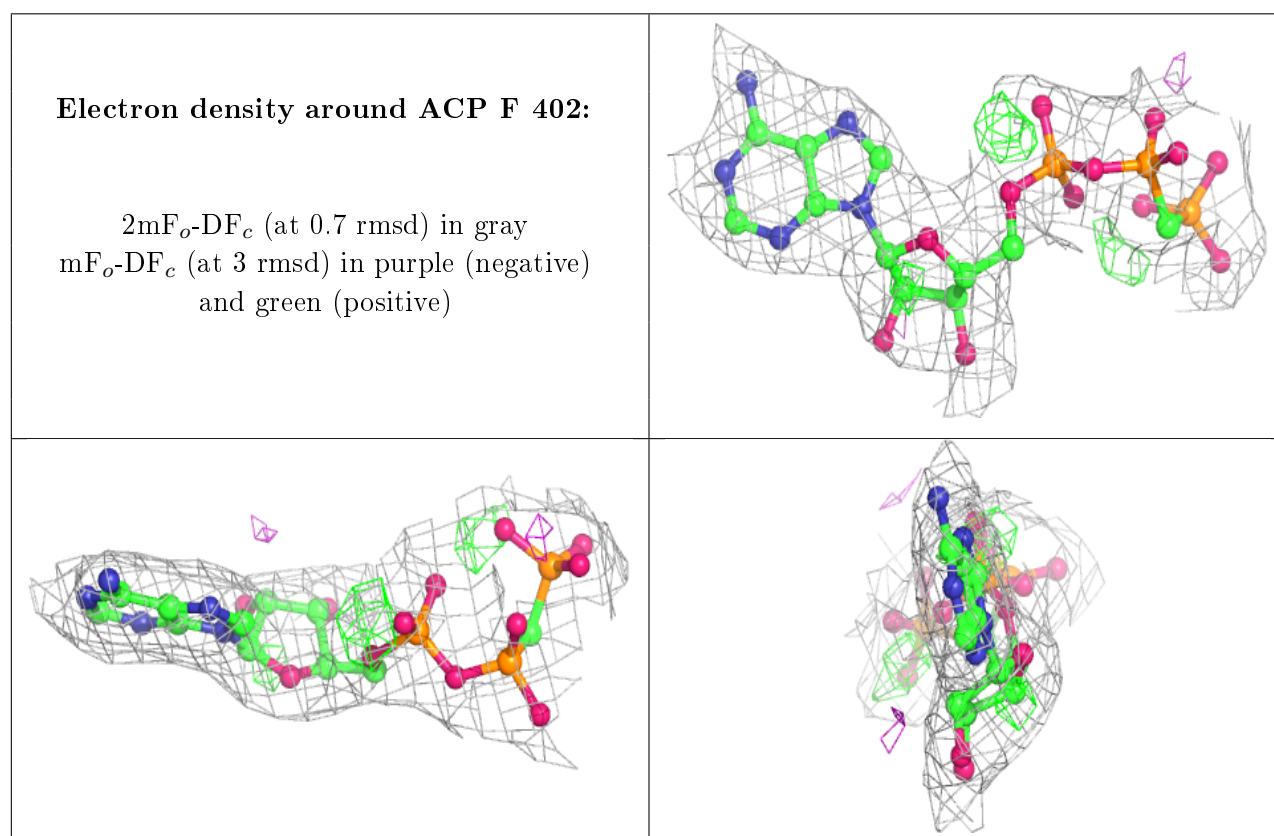 Electron density around ACP F 402:
2mFo-DFc (at 0.7 rmsd) in gray
mFo-DFc (at 3 rmsd) in purple (negative)
and green (positive)